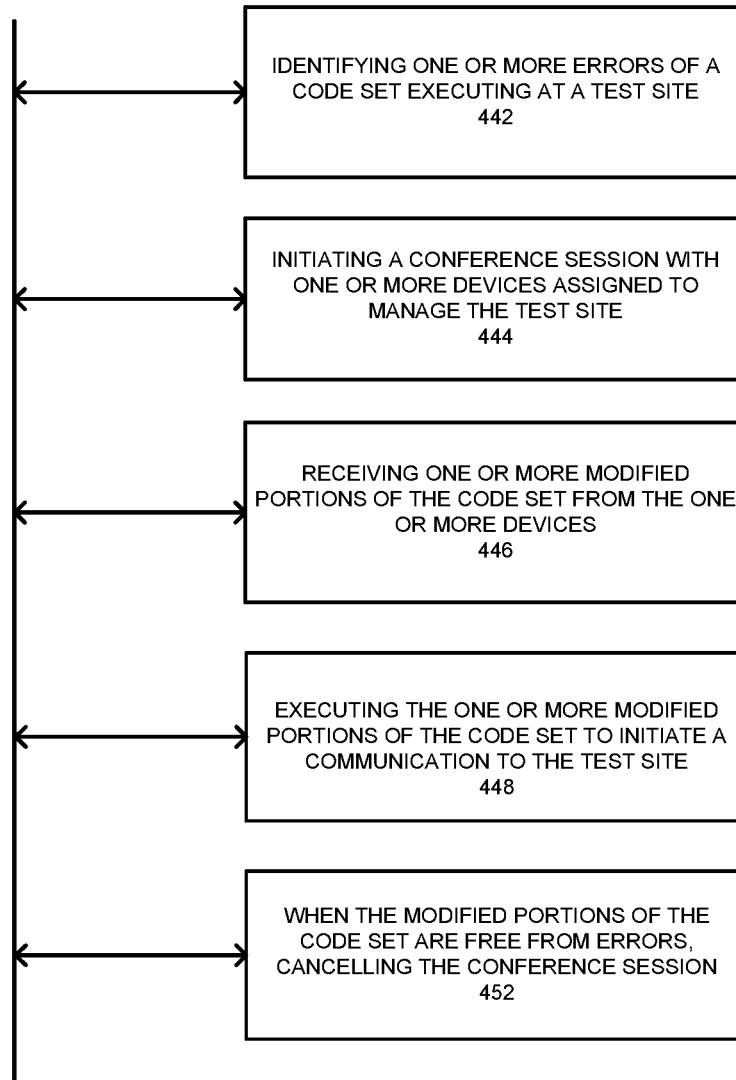 IDENTIFYING ONE OR MORE ERRORS OF A
CODE SET EXECUTING AT A TEST SITE
442
INITIATING A CONFERENCE SESSION WITH
ONE OR MORE DEVICES ASSIGNED TO
MANAGE THE TEST SITE
444
RECEIVING ONE OR MORE MODIFIED
PORTIONS OF THE CODE SET FROM THE ONE
OR MORE DEVICES
446
EXECUTING THE ONE OR MORE MODIFIED
PORTIONS OF THE CODE SET TO INITIATE A
COMMUNICATION TO THE TEST SITE
448
WHEN THE MODIFIED PORTIONS OF THE
CODE SET ARE FREE FROM ERRORS,
CANCELLING THE CONFERENCE SESSION
452